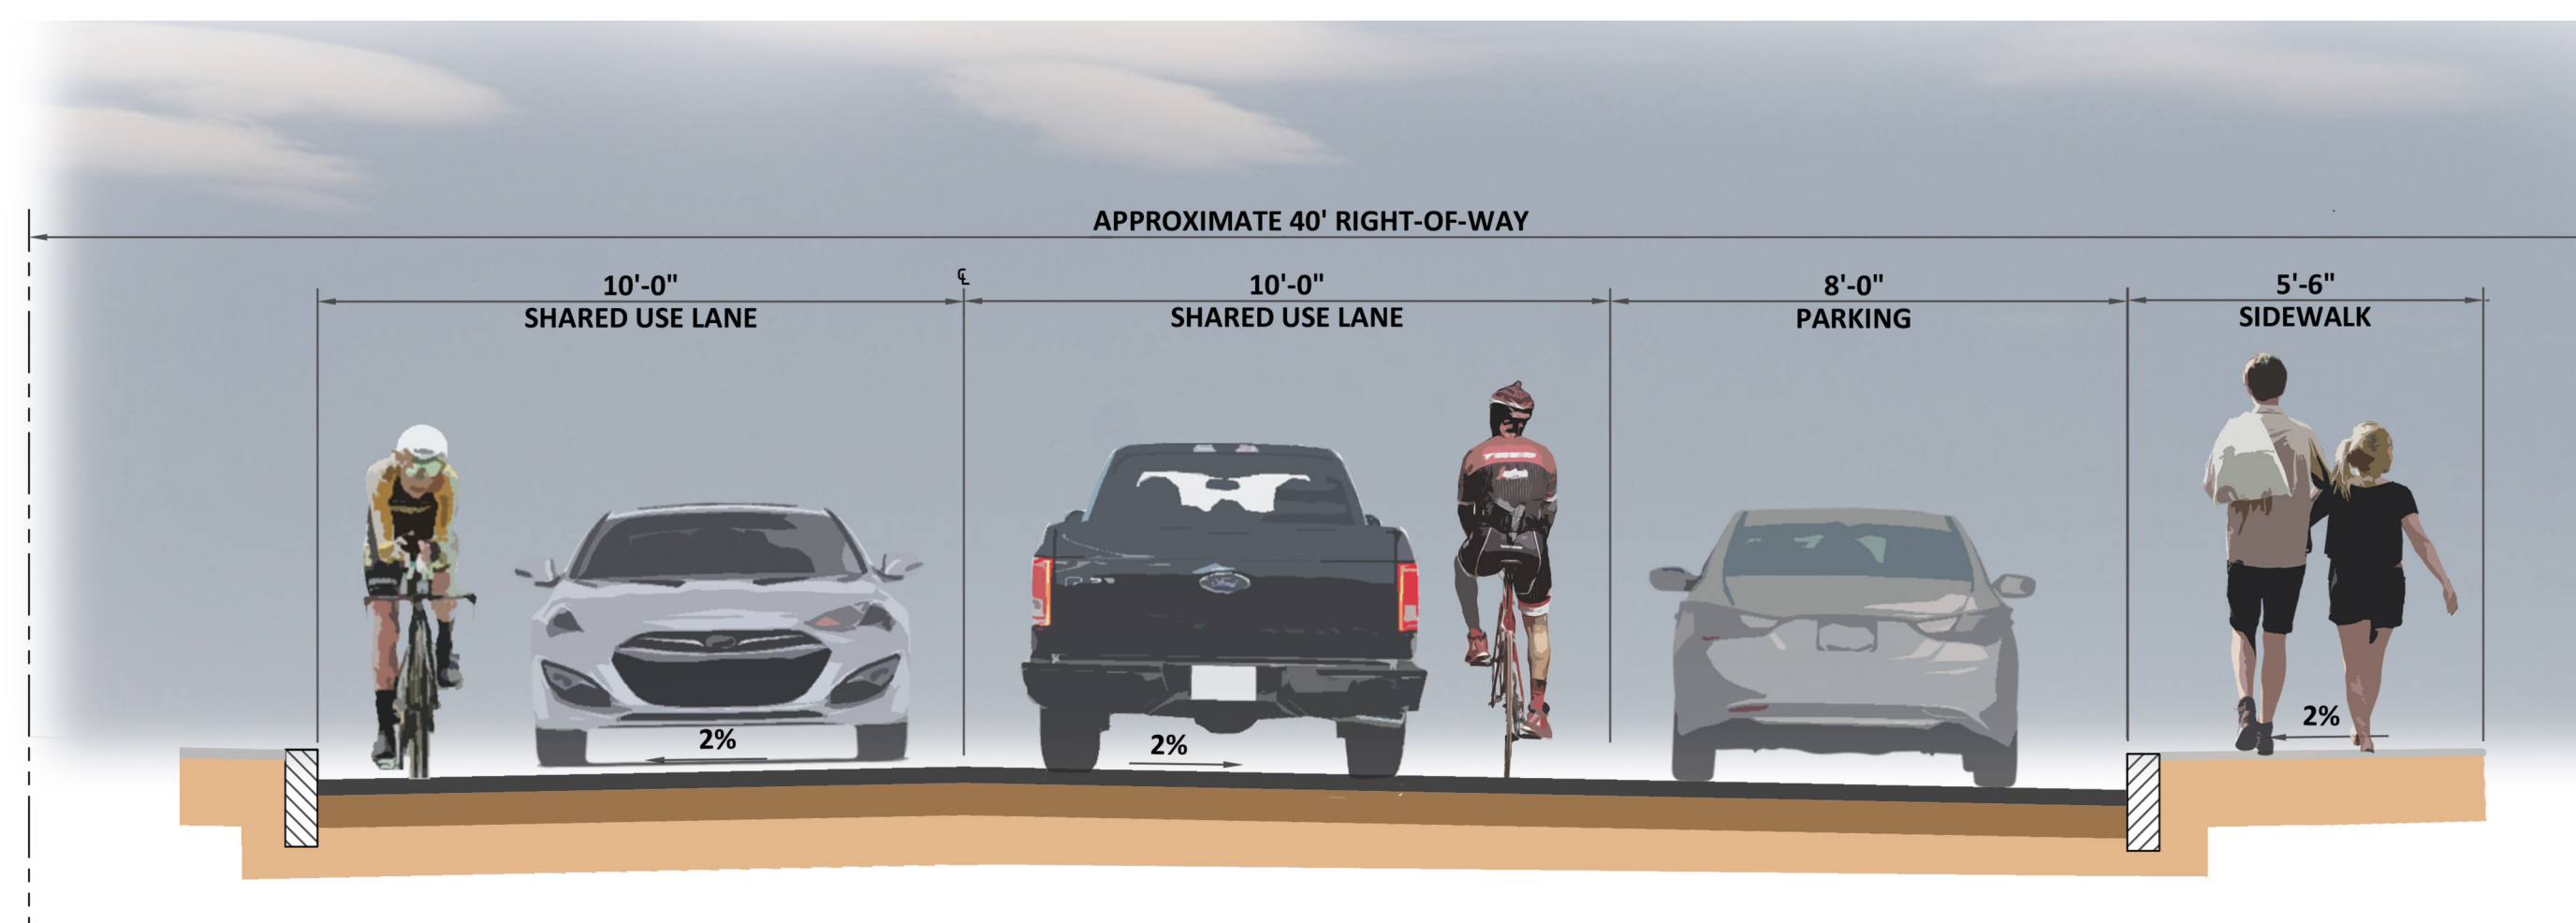 APPROXIMATE 40' RIGHT-OF-WAY
10'-0"
℄
10'-0"
8'-0"
5'-6"
SHARED USE LANE
SHARED USE LANE
PARKING
SIDEWALK
Ford
2%
2%
2%